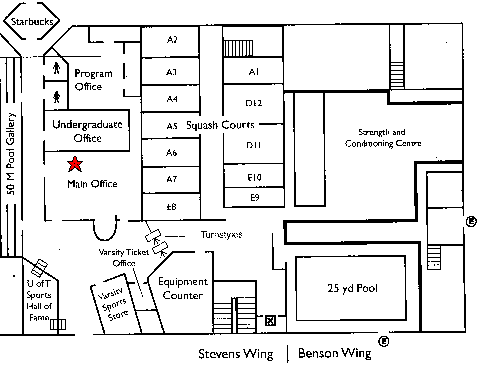 Starbucks
A2
Program
Office
A3
A1
A4
D12
50 M Pool Gallery
Undergraduate
Office
A5
Squash Courts
Strength and
Conditioning Centre
A6
D11
Main Office
A7
E10
E8
E9
Turnstyles
Varsity Ticket
Office
U of T
Sports
Hall of
Fame
Varsity
Sports
Store
Equipment
Counter
25 yd Pool
E
E
Stevens Wing | Benson Wing